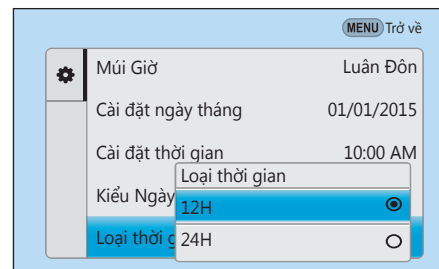 MENU Trở về
Múi Giờ Luân Đôn
Cài đặt ngày tháng 01/01/2015
Cài đặt thời gian 10:00 AM
Loại thời gian
Kiểu Ngày
12H
Loại thời g
24H